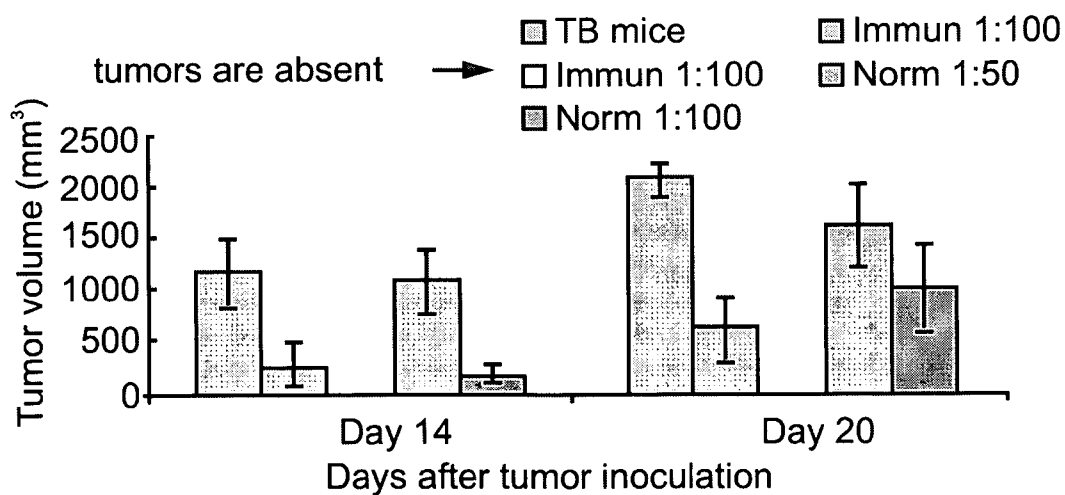 TB mice
Immun 1:100
tumors are absent
Immun 1:100
Norm 1:50
Norm 1:100
Tumor volume (mm³)
2500
2000
1500
1000
500
0
Day 14
Day 20
Days after tumor inoculation